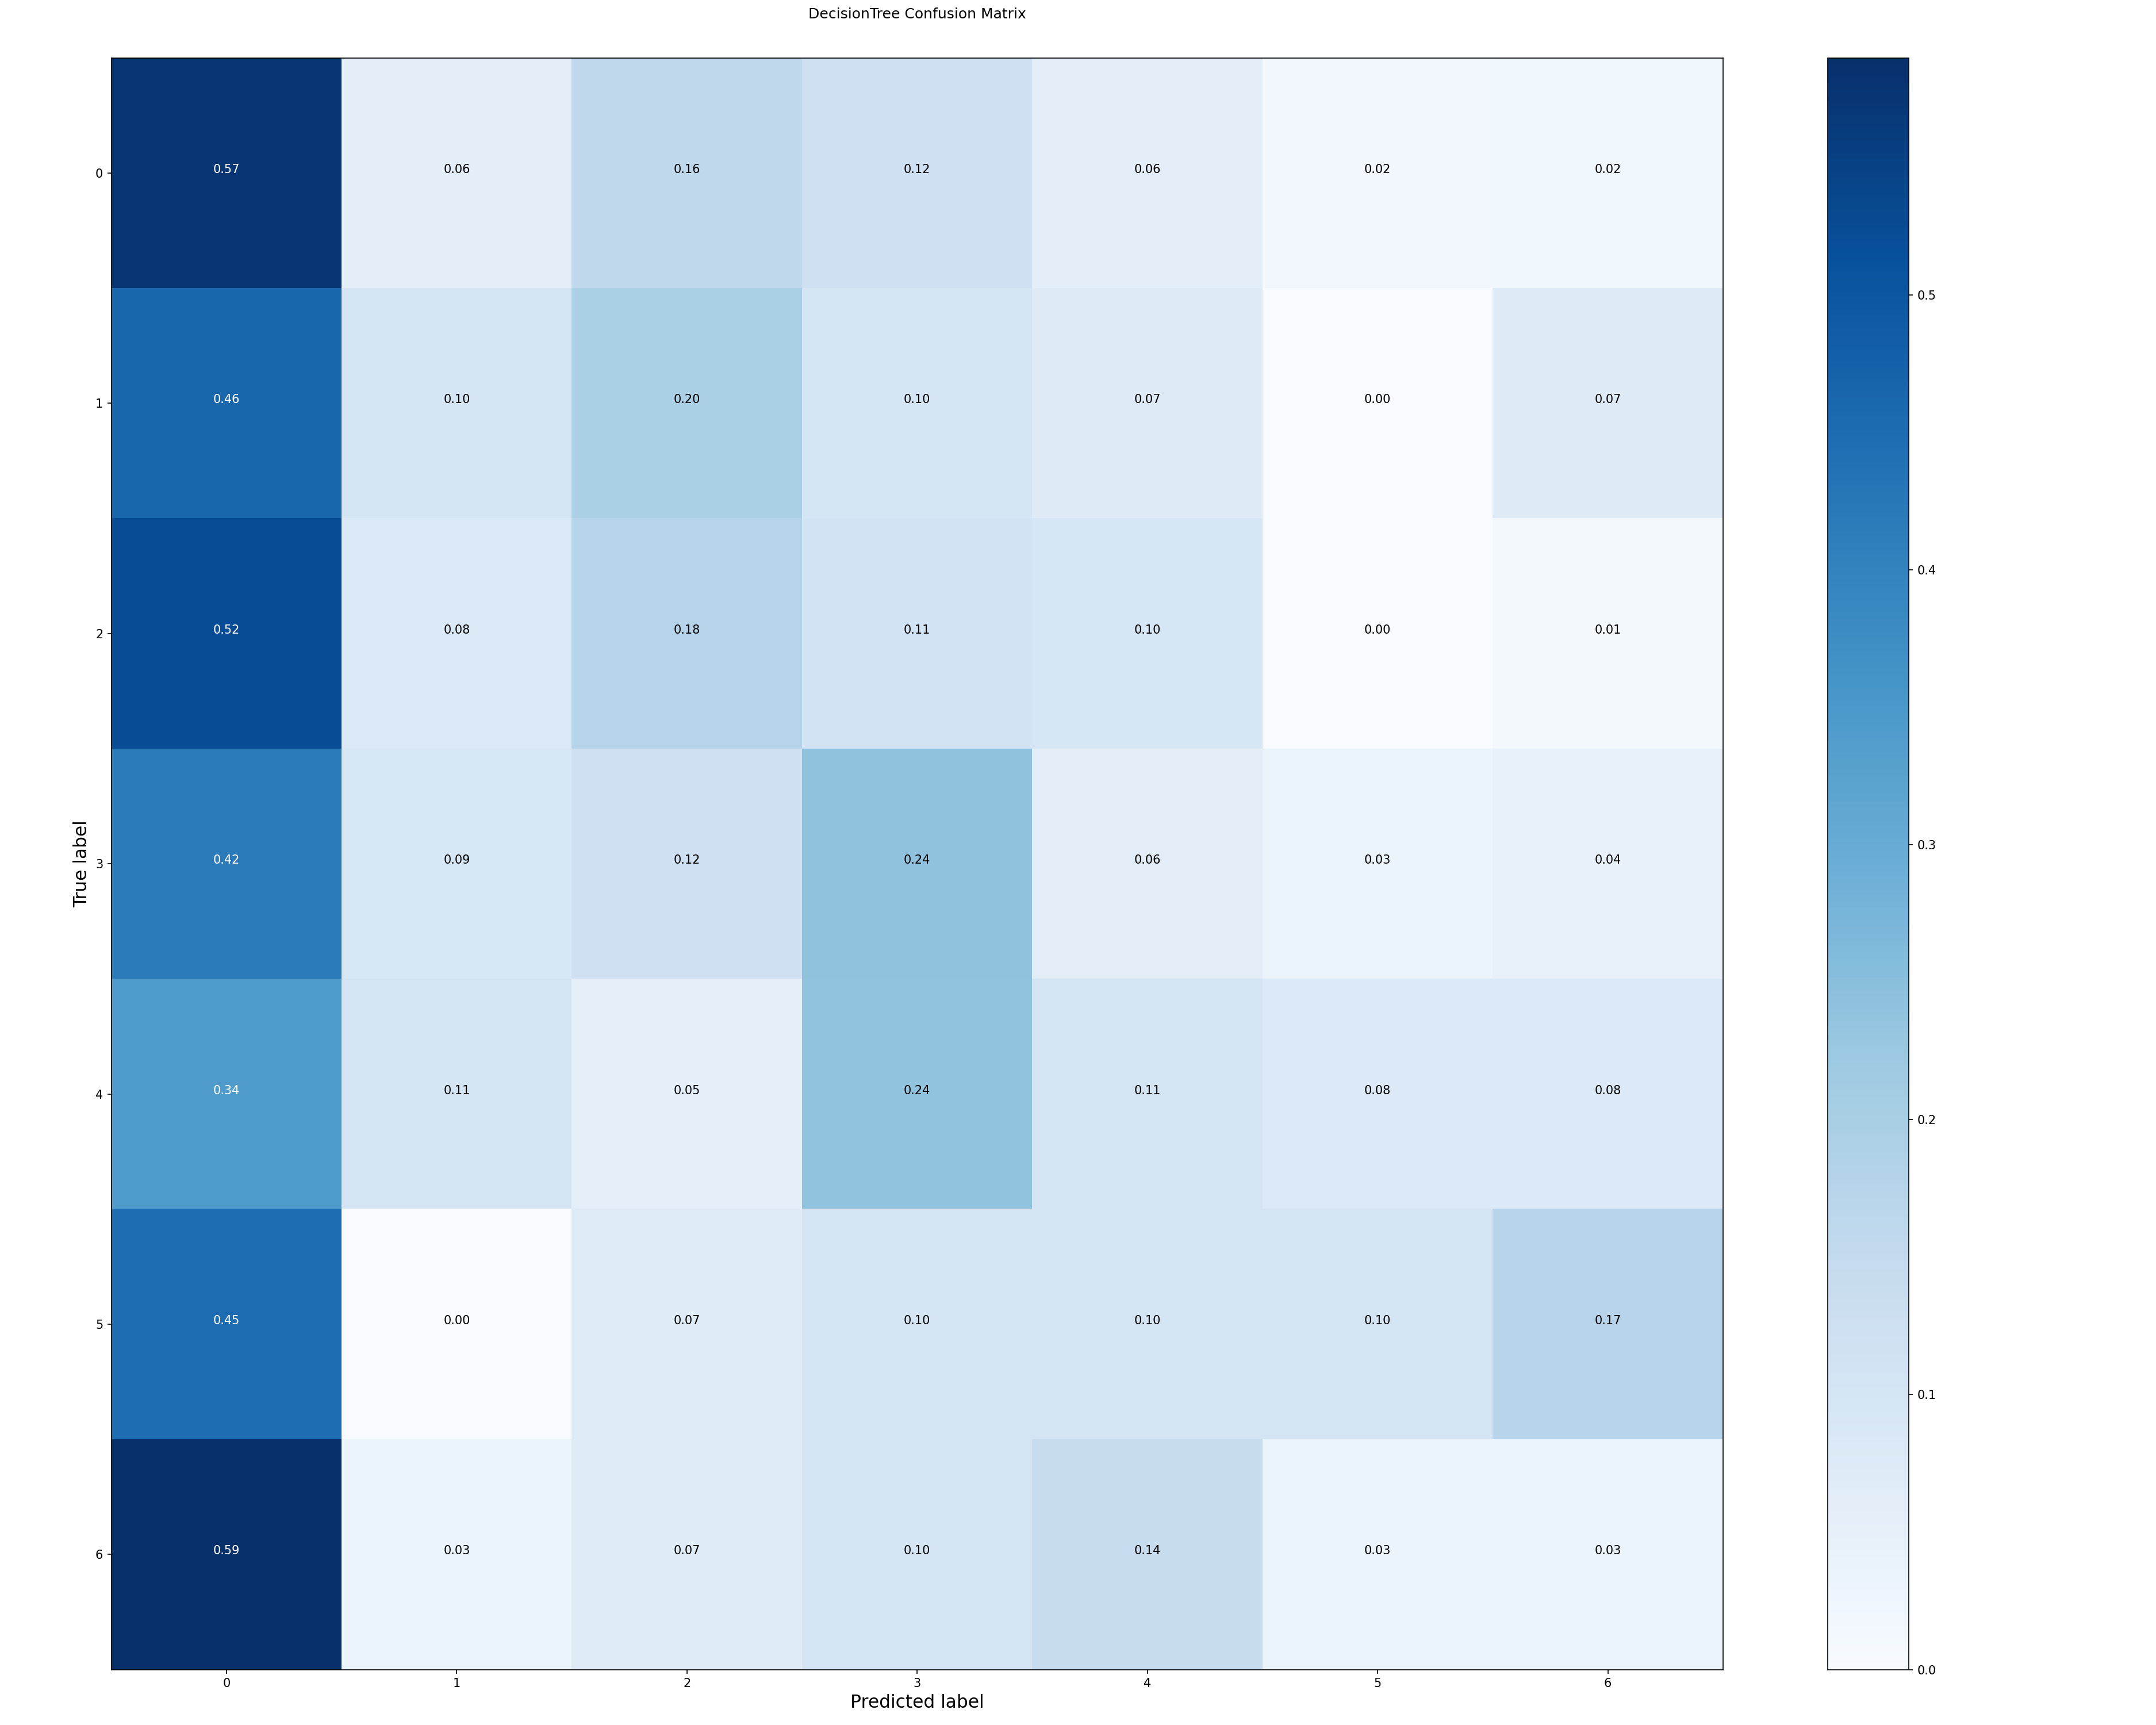 DecisionTree Confusion Matrix
True label
0 0.57 0.06 0.16 0.12 0.06 0.02 0.02
1 0.46 0.10 0.20 0.10 0.07 0.00 0.07
2 0.52 0.08 0.18 0.11 0.10 0.00 0.01
3 0.42 0.09 0.12 0.24 0.06 0.03 0.04
4 0.34 0.11 0.05 0.24 0.11 0.08 0.08
5 0.45 0.00 0.07 0.10 0.10 0.10 0.17
6 0.59 0.03 0.07 0.10 0.14 0.03 0.03
0 1 2 3 4 5 6
Predicted label
0.5
0.4
0.3
0.2
0.1
0.0